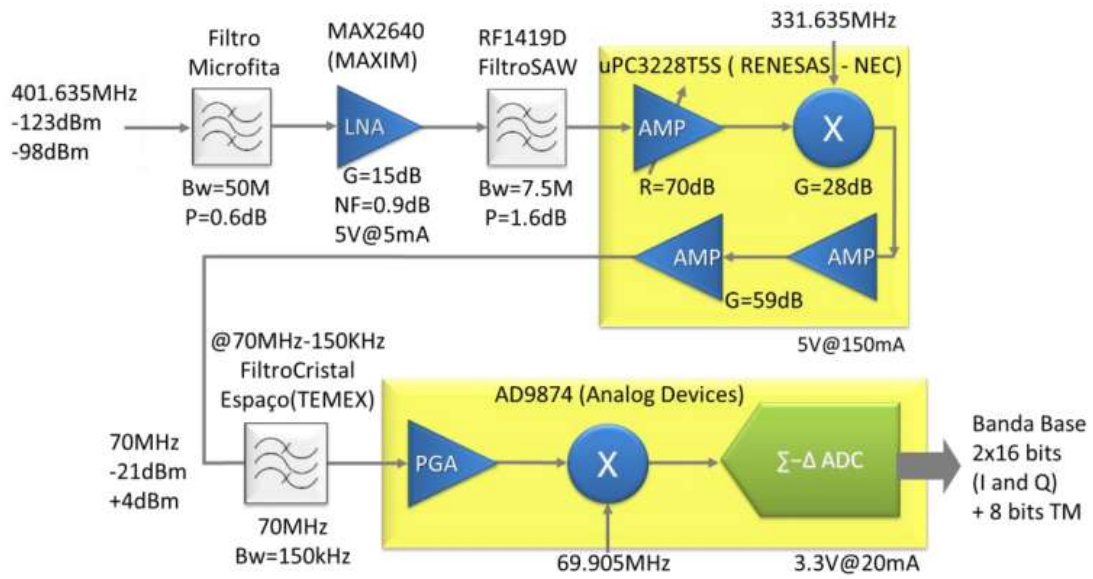 Filtro
Microfita
401.635MHz
-123dBm
-98dBm
Bw=50M
P=0.6dB
MAX2640
(MAXIM)
LNA
G=15dB
NF=0.9dB
5V@5mA
RF1419D
FiltroSAW
Bw=7.5M
P=1.6dB
331.635MHz
uPC3228T5S ( RENESAS - NEC)
AMP
X
R=70dB
G=28dB
AMP
AMP
G=59dB
5V@150mA
@70MHz-150KHz
FiltroCristal
Espaço(TEMEX)
70MHz
-21dBm
+4dBm
70MHz
Bw=150kHz
AD9874 (Analog Devices)
PGA
X
∑−Δ ADC
69.905MHz
3.3V@20mA
Banda Base
2x16 bits
(I and Q)
+ 8 bits TM